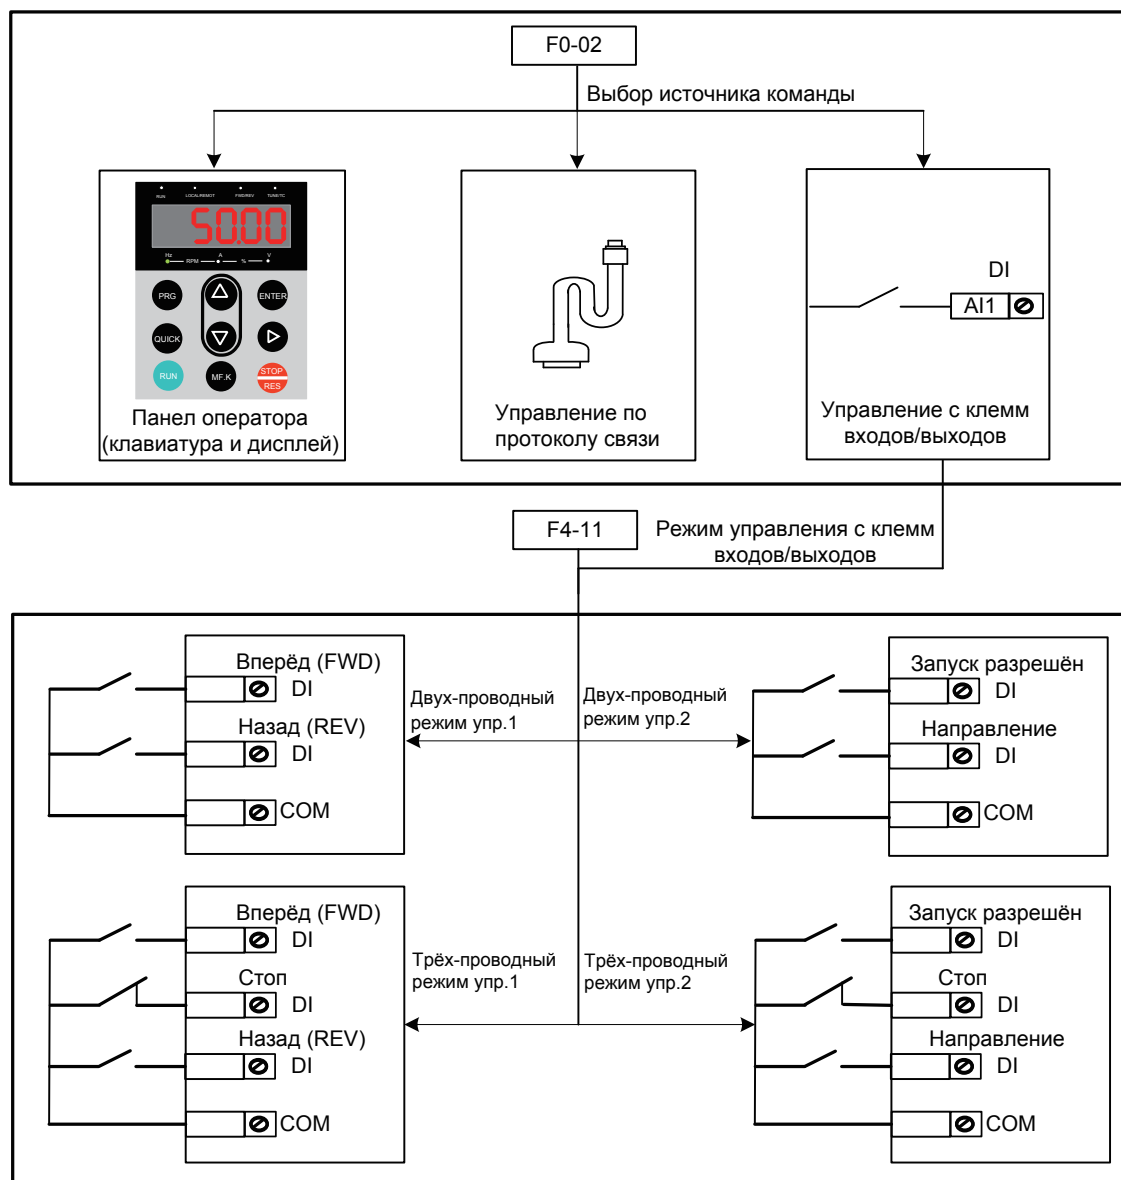 F0-02
Выбор источника команды
RUN LOCAL/REMOT FWD/REV TUNE/TC
50.00
Hz RPM A % V
PRG ENTER
QUICK
RUN MF.K STOP
RES
Панел оператора
(клавиатура и дисплей)
Управление по
протоколу связи
DI
AI1
Управление с клемм
входов/выходов
F4-11
Режим управления с клемм
входов/выходов
Вперёд (FWD)
DI
Назад (REV)
DI
COM
Двух-проводный
режим упр.1
Двух-проводный
режим упр.2
Запуск разрешён
DI
Направление
DI
COM
Вперёд (FWD)
DI
Стоп
DI
Назад (REV)
DI
COM
Трёх-проводный
режим упр.1
Трёх-проводный
режим упр.2
Запуск разрешён
DI
Стоп
DI
Направление
DI
COM